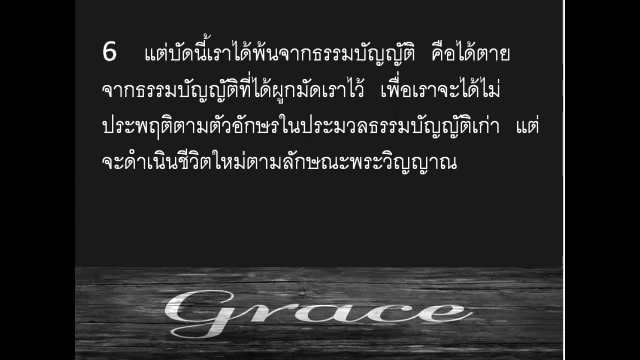 6 แต่บัดนี้เราได้พ้นจากธรรมบัญญัติ คือได้ตาย
จากธรรมบัญญัติที่ได้ผูกมัดเราไว้ เพื่อเราจะได้ไม่
ประพฤติตามตัวอักษรในประมวลธรรมบัญญัติเก่า แต่
จะดำเนินชีวิตใหม่ตามลักษณะพระวิญญาณ
Grace